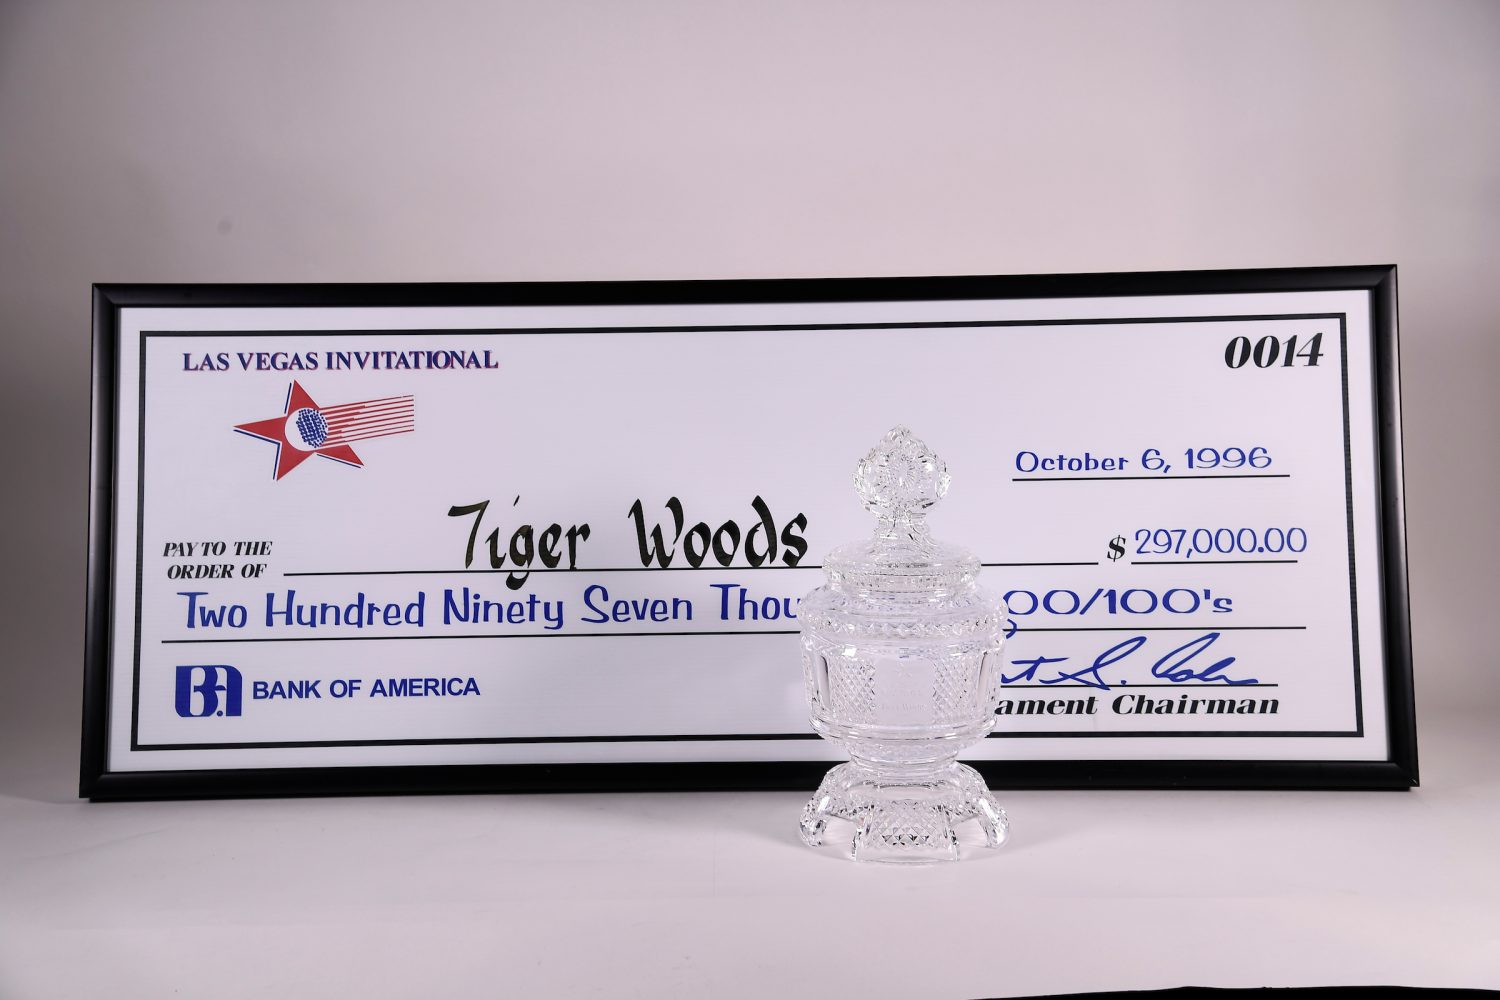 LAS VEGAS INVITATIONAL
0014
October 6, 1996
PAY TO THE
ORDER OF
Tiger Woods
$ 297,000.00
Two Hundred Ninety Seven Thou 00/100's
BA BANK OF AMERICA
ament Chairman